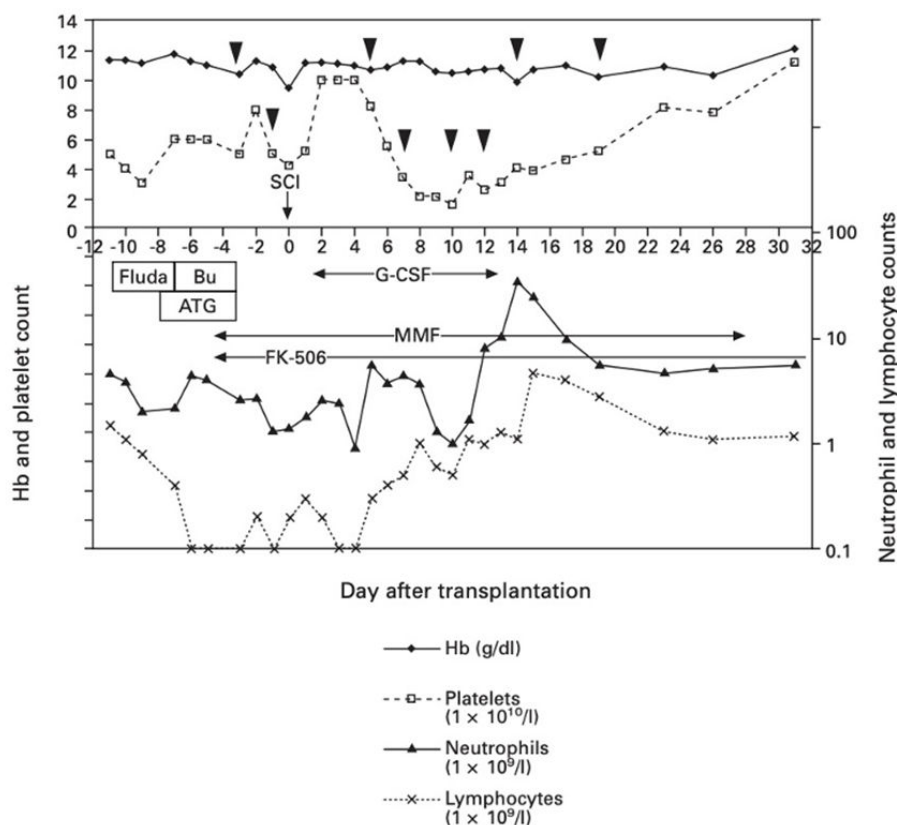 14
12
10
8
6
4
2
0
SCI
-12 -10 -8 -6 -4 -2 0 2 4 6 8 10 12 14 16 18 20 22 24 26 28 30 32
100
10
1
0.1
Fluda Bu
ATG
G-CSF
MMF
FK-506
Hb and platelet count
Neutrophil and lymphocyte counts
Day after transplantation
Hb (g/dl)
Platelets
(1 × 10¹⁰/l)
Neutrophils
(1 × 10⁹/l)
Lymphocytes
(1 × 10⁹/l)